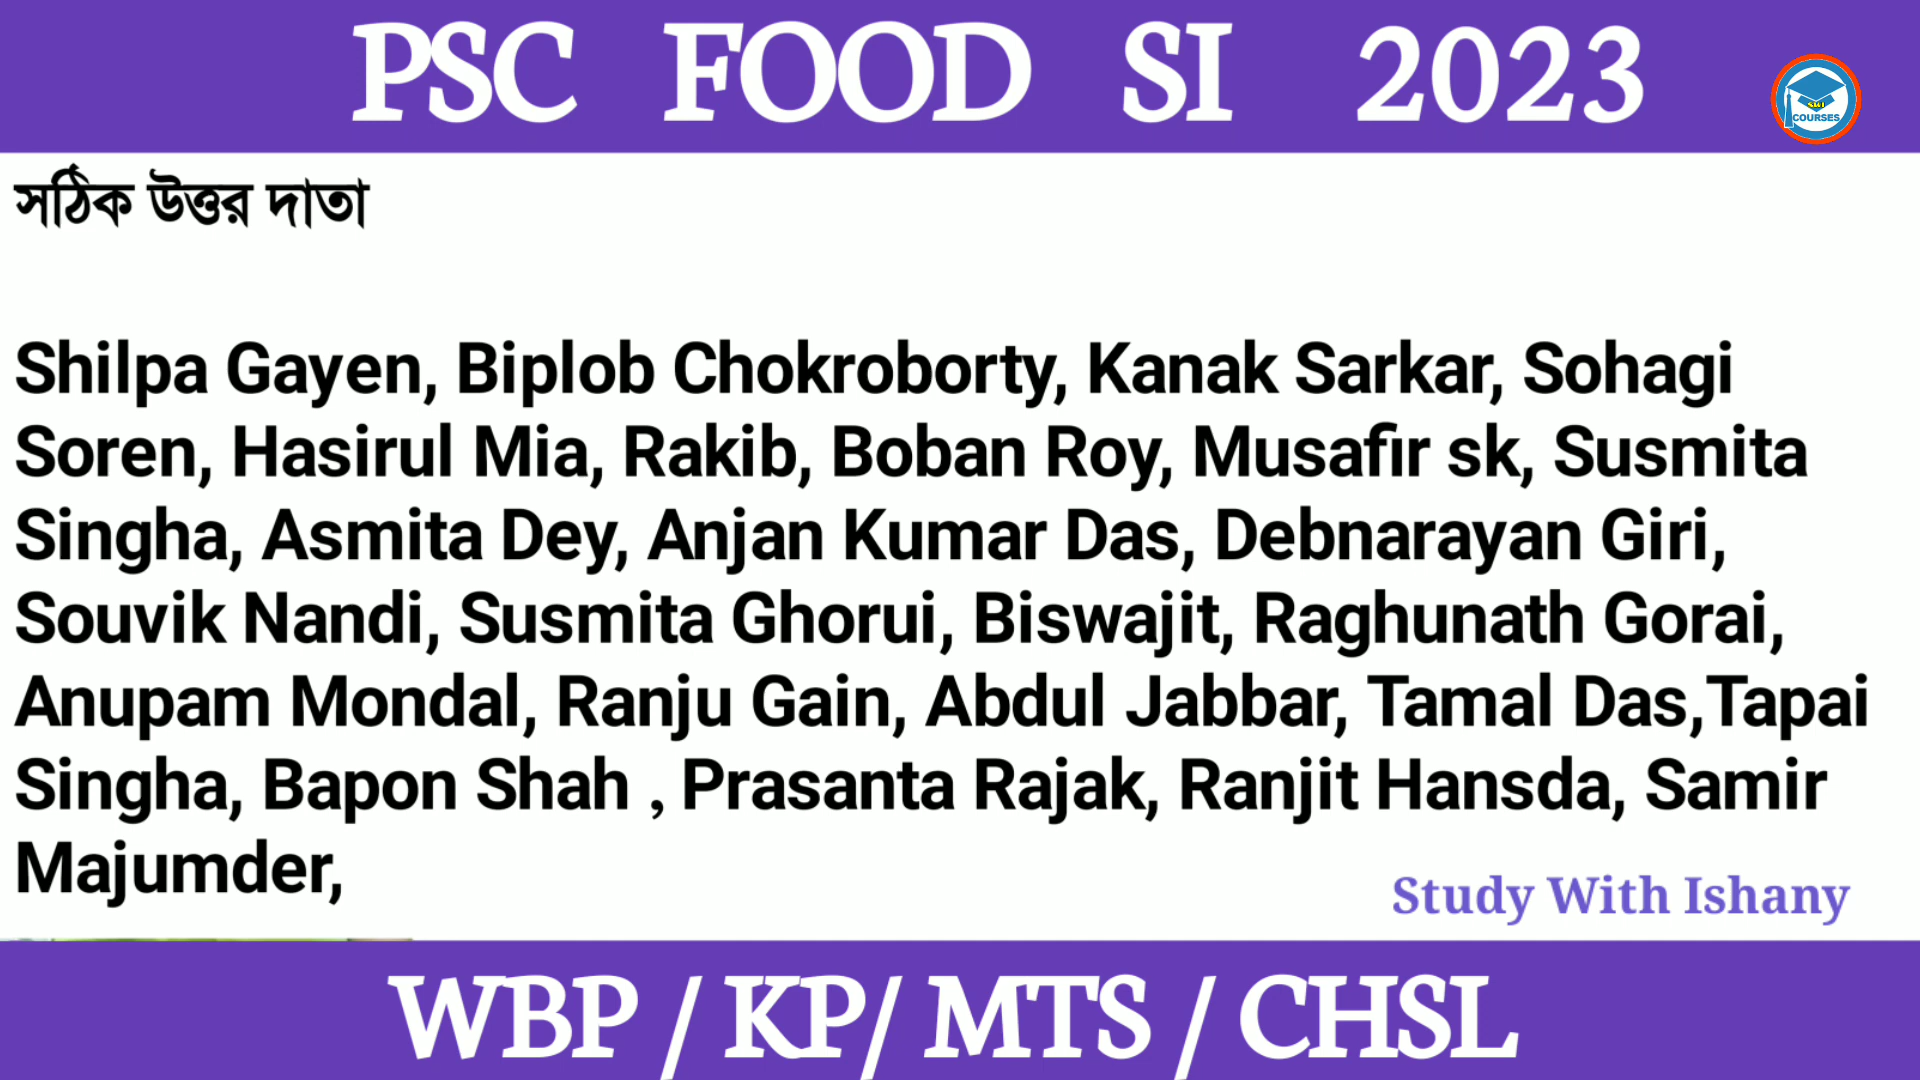 PSC FOOD SI 2023
SWI
COURSES
সঠিক উত্তর দাতা
Shilpa Gayen, Biplob Chokroborty, Kanak Sarkar, Sohagi
Soren, Hasirul Mia, Rakib, Boban Roy, Musafir sk, Susmita
Singha, Asmita Dey, Anjan Kumar Das, Debnarayan Giri,
Souvik Nandi, Susmita Ghorui, Biswajit, Raghunath Gorai,
Anupam Mondal, Ranju Gain, Abdul Jabbar, Tamal Das,Tapai
Singha, Bapon Shah , Prasanta Rajak, Ranjit Hansda, Samir
Majumder,
Study With Ishany
WBP / KP/ MTS / CHSL